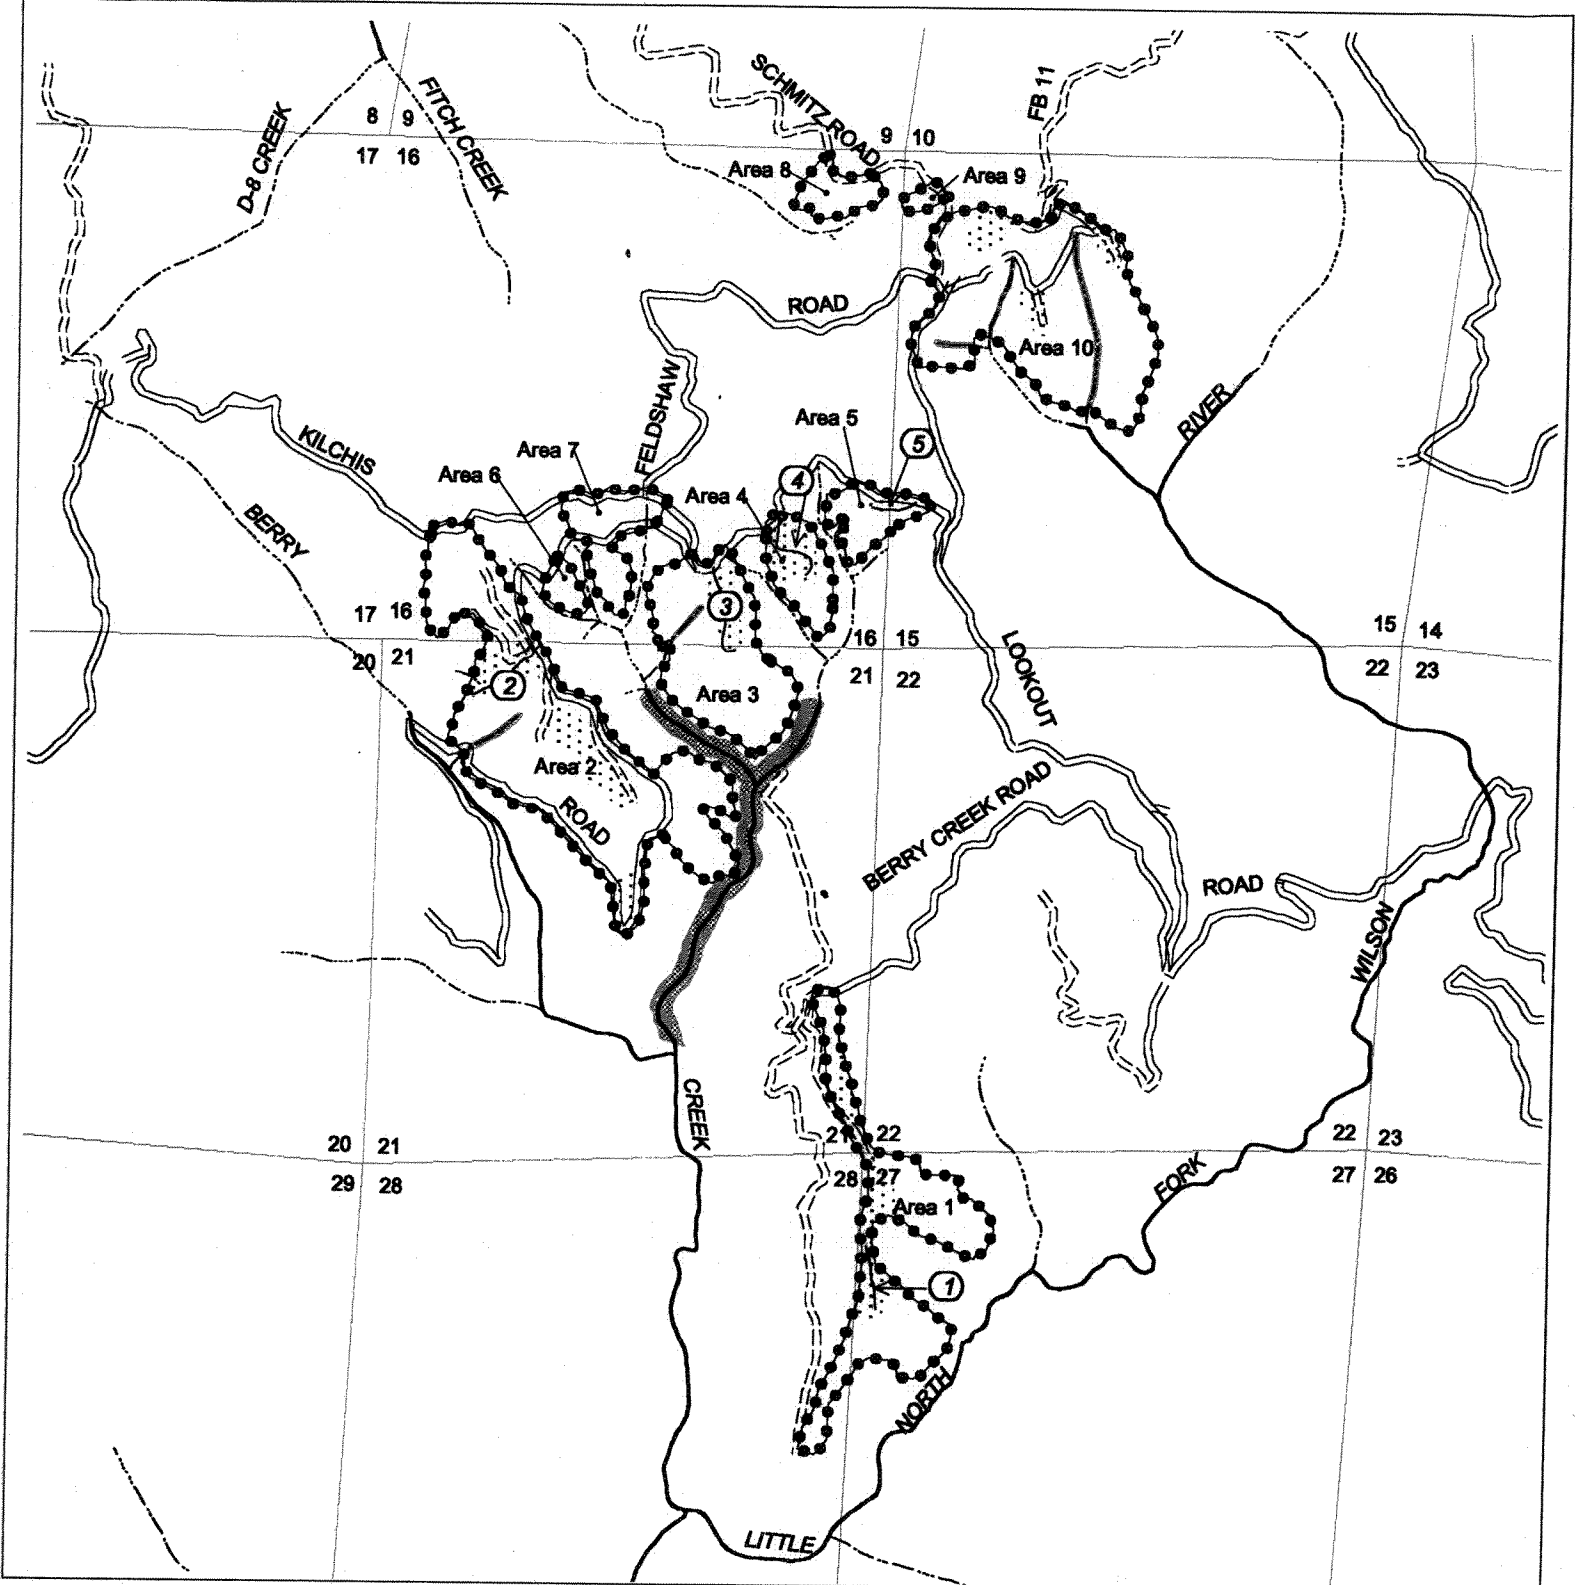 SCHMITZ ROAD
FB 11
FITCH CREEK
D-8 CREEK
8 9
17 16
9 10
Area 8
Area 9
ROAD
Area 10
FELDSHAW
RIVER
KILCHIS
Area 5
5
Area 7
Area 6
4
Area 4
BERRY
3
17 16
20 21
16 15
21 22
15 14
22 23
LOOKOUT
2
Area 3
Area 2
ROAD
BERRY CREEK ROAD
ROAD
WILSON
CREEK
20 21
29 28
21 22
28 27
22 23
27 26
FORK
Area 1
1
NORTH
LITTLE